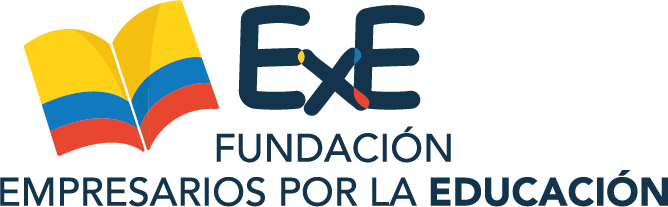 ExE
FUNDACIÓN
EMPRESARIOS POR LA EDUCACIÓN